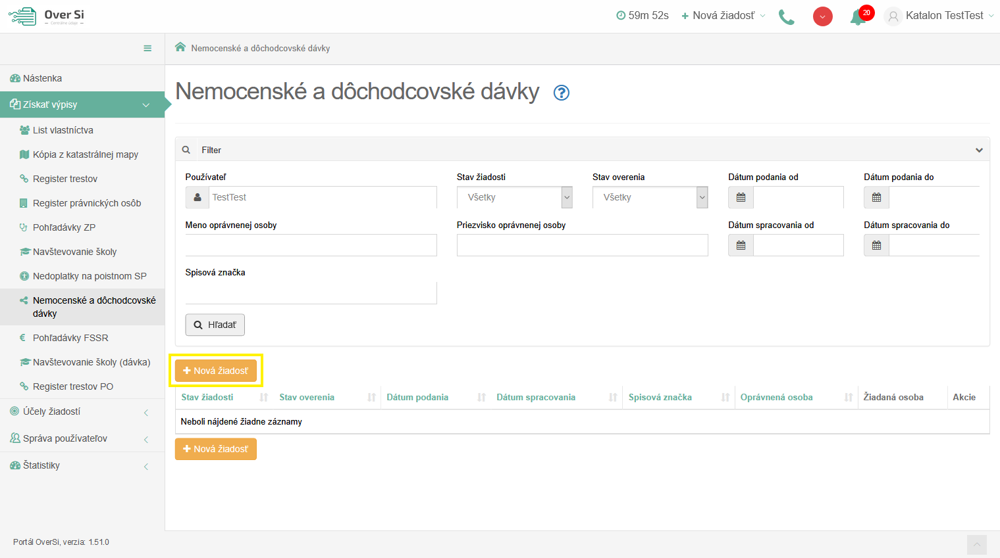 Over Si
Centrálne údaje
59m 52s
Nová žiadosť
20
Katalon TestTest
Nemocenské a dôchodcovské dávky
Nástenka
Získať výpisy
List vlastníctva
Kópia z katastrálnej mapy
Register trestov
Register právnických osôb
Pohľadávky ZP
Navštevovanie školy
Nedoplatky na poistnom SP
Nemocenské a dôchodcovské
dávky
Pohľadávky FSSR
Navštevovanie školy (dávka)
Register trestov PO
Účely žiadostí
Správa používateľov
Štatistiky
Portál OverSi, verzia: 1.51.0
Nemocenské a dôchodcovské dávky
Filter
Používateľ
Stav žiadosti
Stav overenia
Dátum podania od
Dátum podania do
TestTest
Všetky
Všetky
Meno oprávnenej osoby
Priezvisko oprávnenej osoby
Dátum spracovania od
Dátum spracovania do
Spisová značka
Hľadať
Nová žiadosť
Stav žiadosti
Stav overenia
Dátum podania
Dátum spracovania
Spisová značka
Oprávnená osoba
Žiadaná osoba
Akcie
Neboli nájdené žiadne záznamy
Nová žiadosť